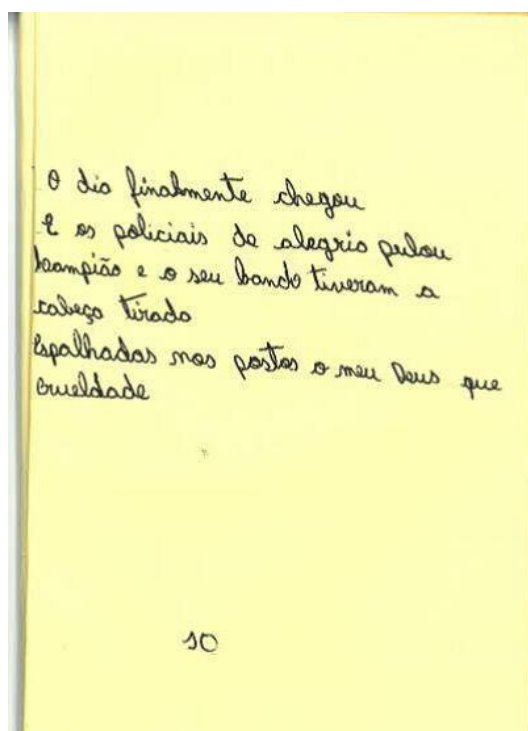 O dia finalmente chegou
E os policiais de alegria pulou
Lampião e o seu bando tiveram a
cabeça tirada
Espalhadas nos postos o meu Deus que
crueldade
10